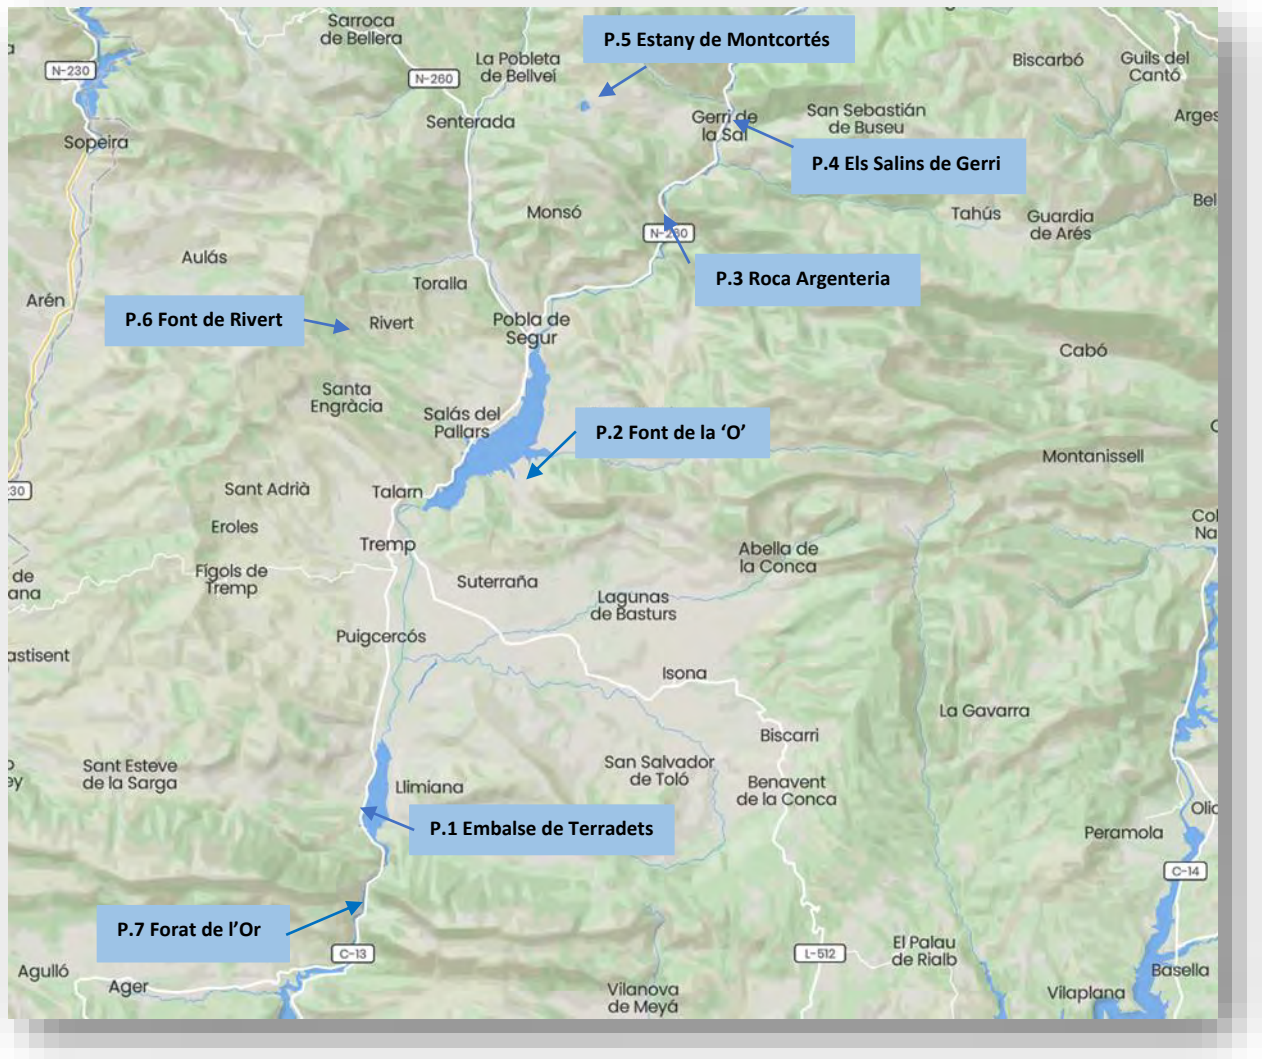 Sarroca
de Bellera
P.5 Estany de Montcortés
N-230
La Pobleta
de Bellveí
Biscarbó
Guils del
Cantó
N-260
Senterada
Gerri de
la Sal
San Sebastián
de Buseu
Arges
Sopeira
P.4 Els Salins de Gerri
Monsó
Tahús
Guardia
de Arés
Bel
N-260
Aulás
Toralla
P.3 Roca Argenteria
Arén
P.6 Font de Rivert
Rivert
Pobla de
Segur
Cabó
Santa
Engràcia
Salás del
Pallars
P.2 Font de la ‘O’
Montanissell
30
Sant Adrià
Talarn
Eroles
Col
Na
Tremp
Abella de
la Conca
de
ana
Fígols de
Tremp
Suterraña
Lagunas
de Basturs
Puigcercós
astisent
Isona
La Gavarra
Biscarri
Sant Esteve
de la Sarga
ey
Llimiana
San Salvador
de Toló
Benavent
de la Conca
Olic
P.1 Embalse de Terradets
Peramola
C-14
P.7 Forat de l’Or
C-13
L-512
El Palau
de Rialb
Agulló
Ager
Basella
Vilanova
de Meyá
Vilaplana